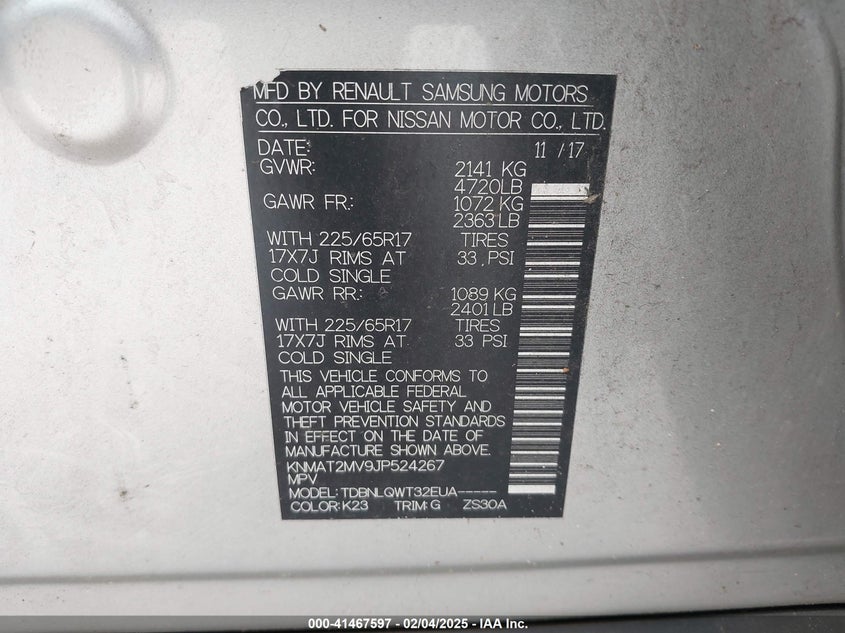 MFD BY RENAULT SAMSUNG MOTORS
CO., LTD. FOR NISSAN MOTOR CO., LTD.
DATE: 11 / 17
GVWR: 2141 KG
4720LB
GAWR FR.: 1072 KG
2363LB
WITH 225/65R17 TIRES
17X7J RIMS AT 33 PSI
COLD SINGLE
GAWR RR.: 1089 KG
2401LB
WITH 225/65R17 TIRES
17X7J RIMS AT 33 PSI
COLD SINGLE
THIS VEHICLE CONFORMS TO
ALL APPLICABLE FEDERAL
MOTOR VEHICLE SAFETY AND
THEFT PREVENTION STANDARDS
IN EFFECT ON THE DATE OF
MANUFACTURE SHOWN ABOVE.
KNMAT2MV9JP524267
MPV
MODEL: TDBNLQWT32EUA-----
COLOR: K23 TRIM: G ZS30A
000-41467597 - 02/04/2025 - IAA Inc.